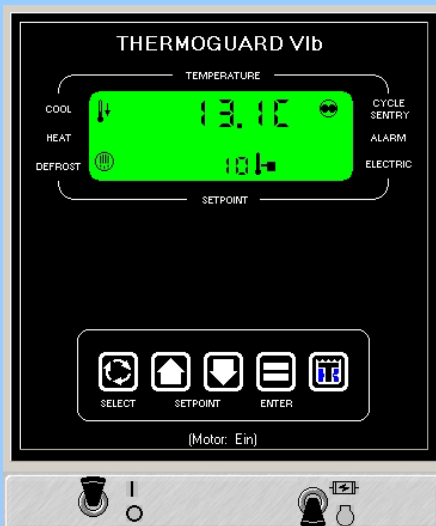 THERMOGUARD VIb
TEMPERATURE
COOL
13.1C
CYCLE
SENTRY
HEAT
ALARM
DEFROST
10
ELECTRIC
SETPOINT
SELECT
SETPOINT
ENTER
(Motor: Ein)
I
O